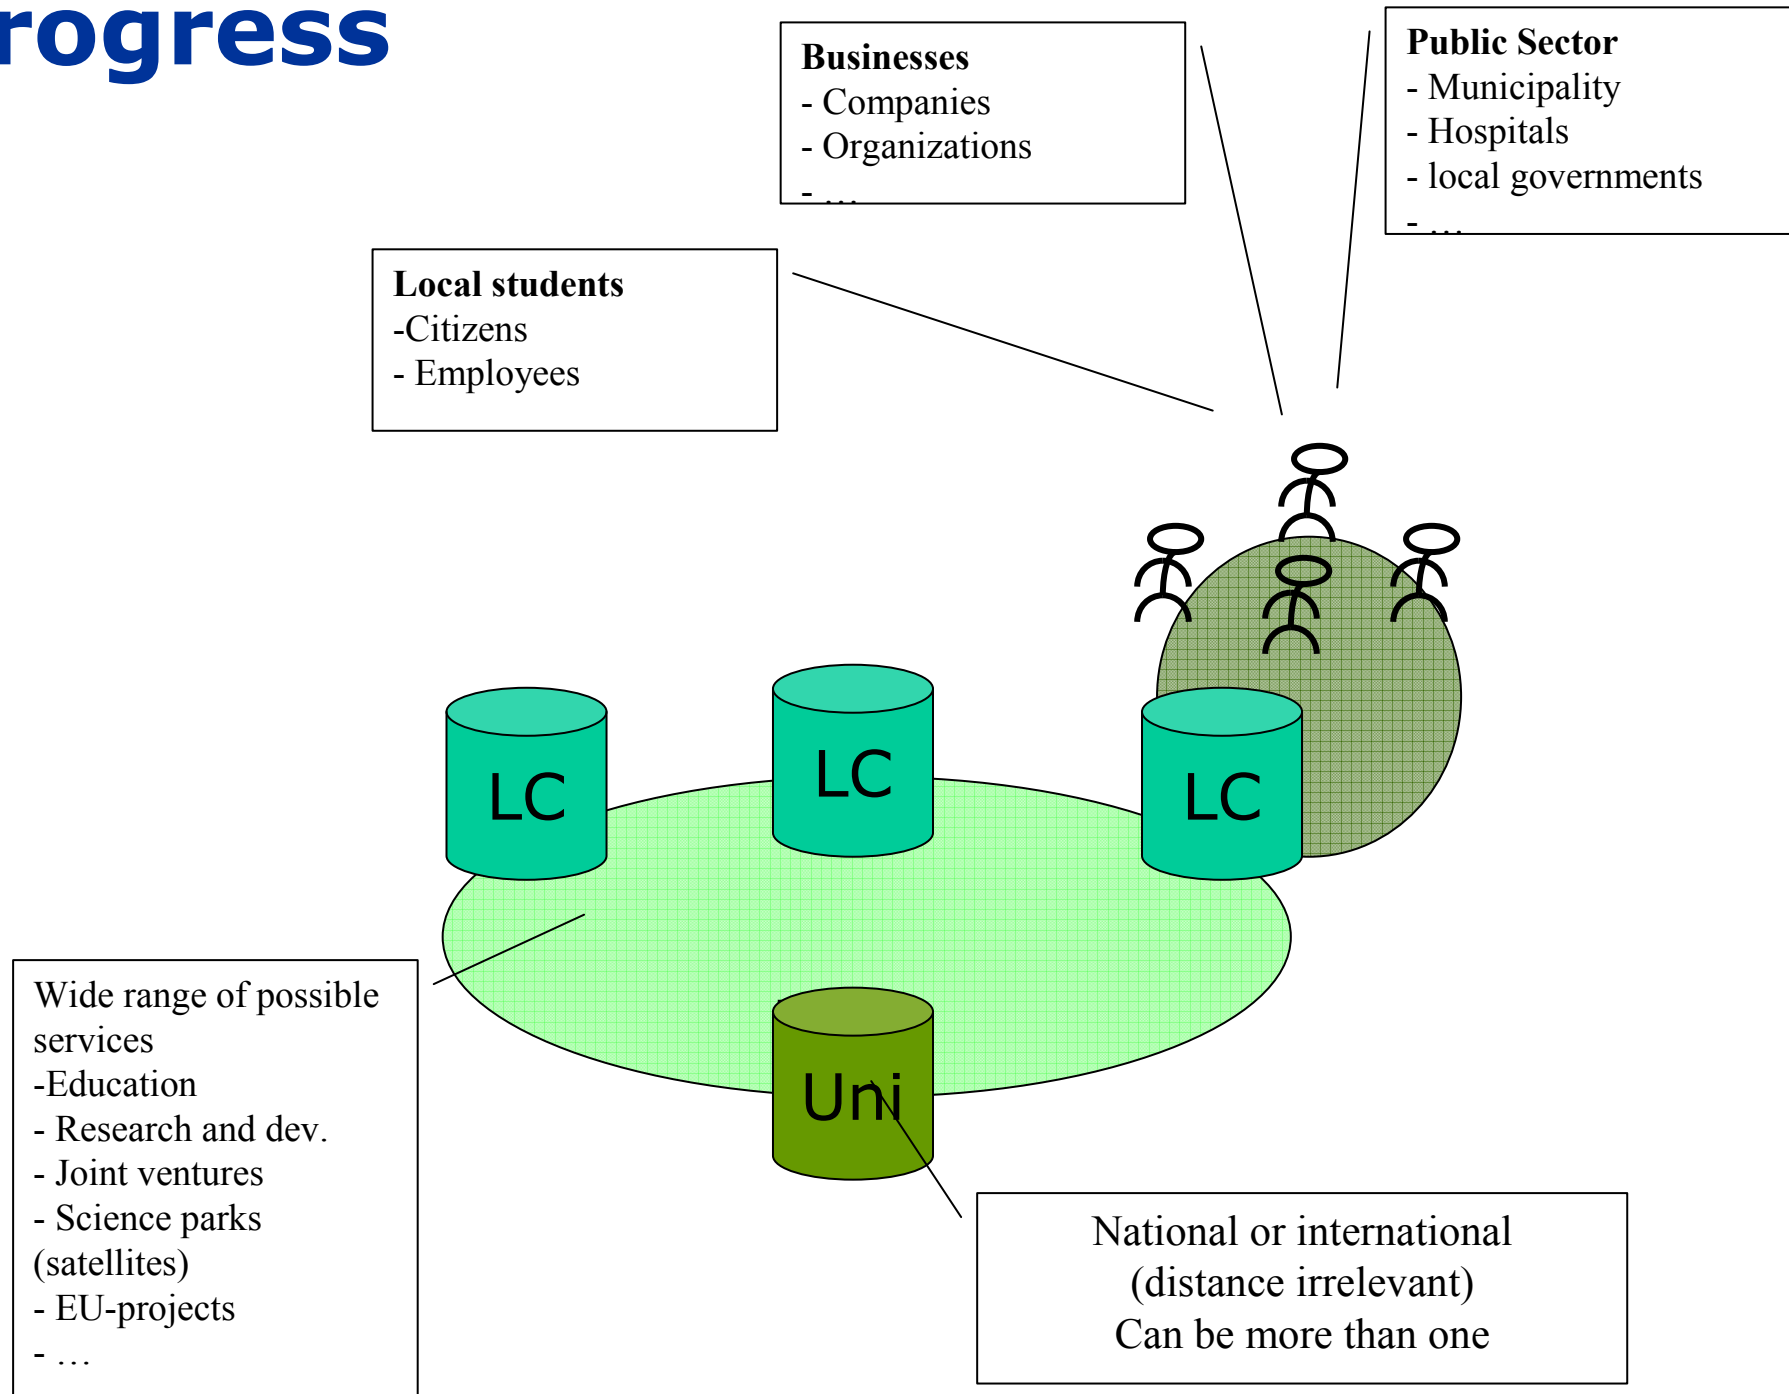 rogress
Businesses
- Companies
- Organizations
- ...
Public Sector
- Municipality
- Hospitals
- local governments
- ...
Local students
-Citizens
- Employees
LC
LC
LC
Uni
Wide range of possible
services
-Education
- Research and dev.
- Joint ventures
- Science parks
(satellites)
- EU-projects
- ...
National or international
(distance irrelevant)
Can be more than one